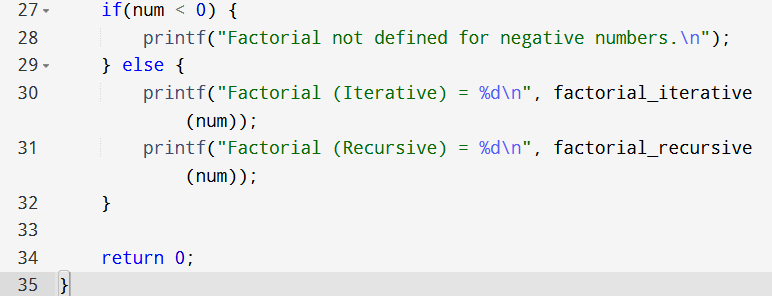 27 if(num < 0) {
28 printf("Factorial not defined for negative numbers.\n");
29 } else {
30 printf("Factorial (Iterative) = %d\n", factorial_iterative
(num));
31 printf("Factorial (Recursive) = %d\n", factorial_recursive
(num));
32 }
33
34 return 0;
35 }